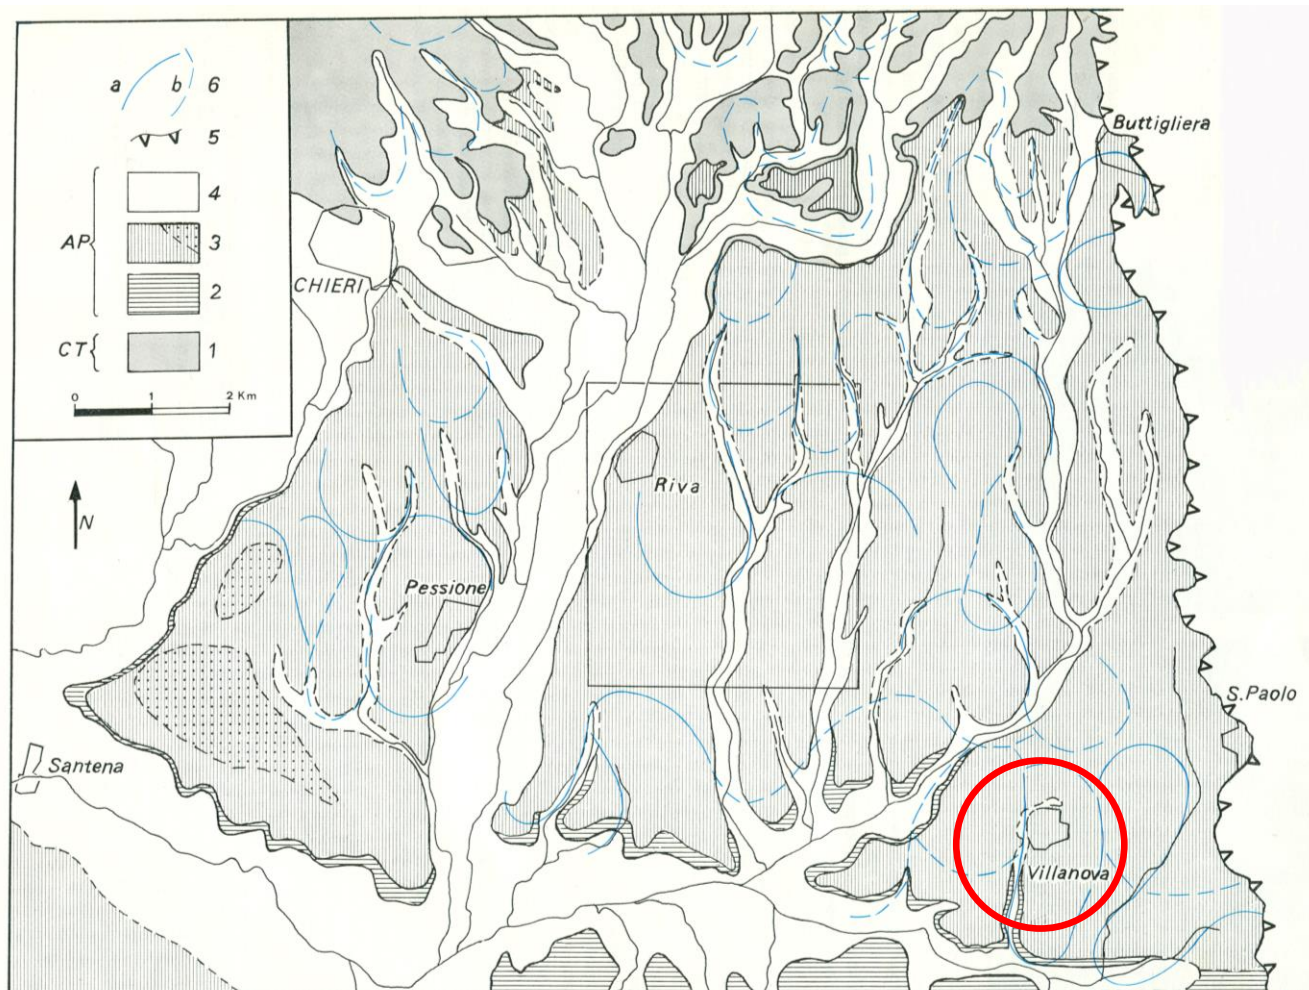 a b 6
5
4
AP 3
2
CT 1
0 1 2 Km
N
CHIERI
Buttigliera
Riva
Pessione
S. Paolo
Santena
Villanova